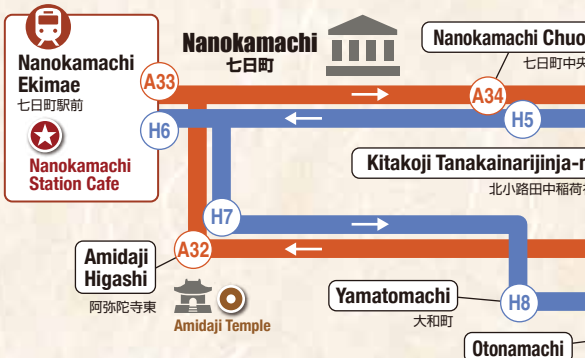 Nanokamachi
Ekimae
七日町駅前
Nanokamachi
Station Cafe
A33
H6
Nanokamachi
七日町
Nanokamachi Chuo
七日町中央
A34
H5
Kitakoji Tanakainarijinja-
北小路田中稲荷
H7
A32
Amidaji
Higashi
阿弥陀寺東
Amidaji Temple
Yamatomachi
大和町
H8
Otonamachi